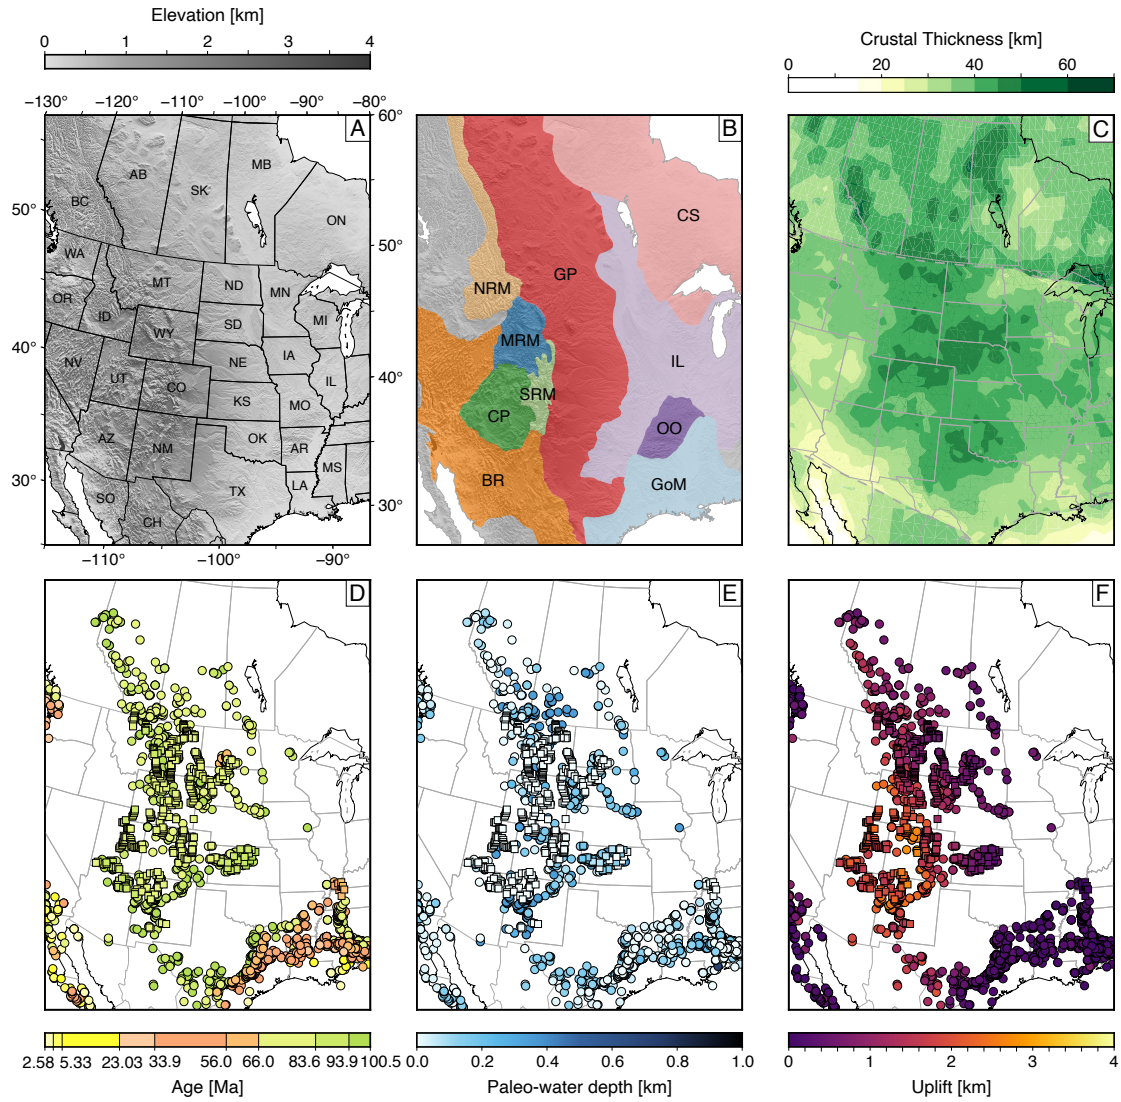 Elevation [km]
0 1 2 3 4
−130° −120° −110° −100° −90° −80°
60°
50°
50°
40°
40°
30°
30°
−110° −100° −90°
A
MB
AB
SK
BC
ON
WA
MT
ND
MN
OR
ID
WY
SD
MI
NV
UT
CO
NE
IA
IL
KS
MO
AZ
NM
OK
AR
MS
SO
TX
LA
CH
B
CS
GP
NRM
MRM
IL
SRM
CP
OO
BR
GoM
Crustal Thickness [km]
0 20 40 60
C
D
2.58 5.33 23.03 33.9 56.0 66.0 83.6 93.9 100.5
Age [Ma]
E
0.0 0.2 0.4 0.6 0.8 1.0
Paleo-water depth [km]
F
0 1 2 3 4
Uplift [km]